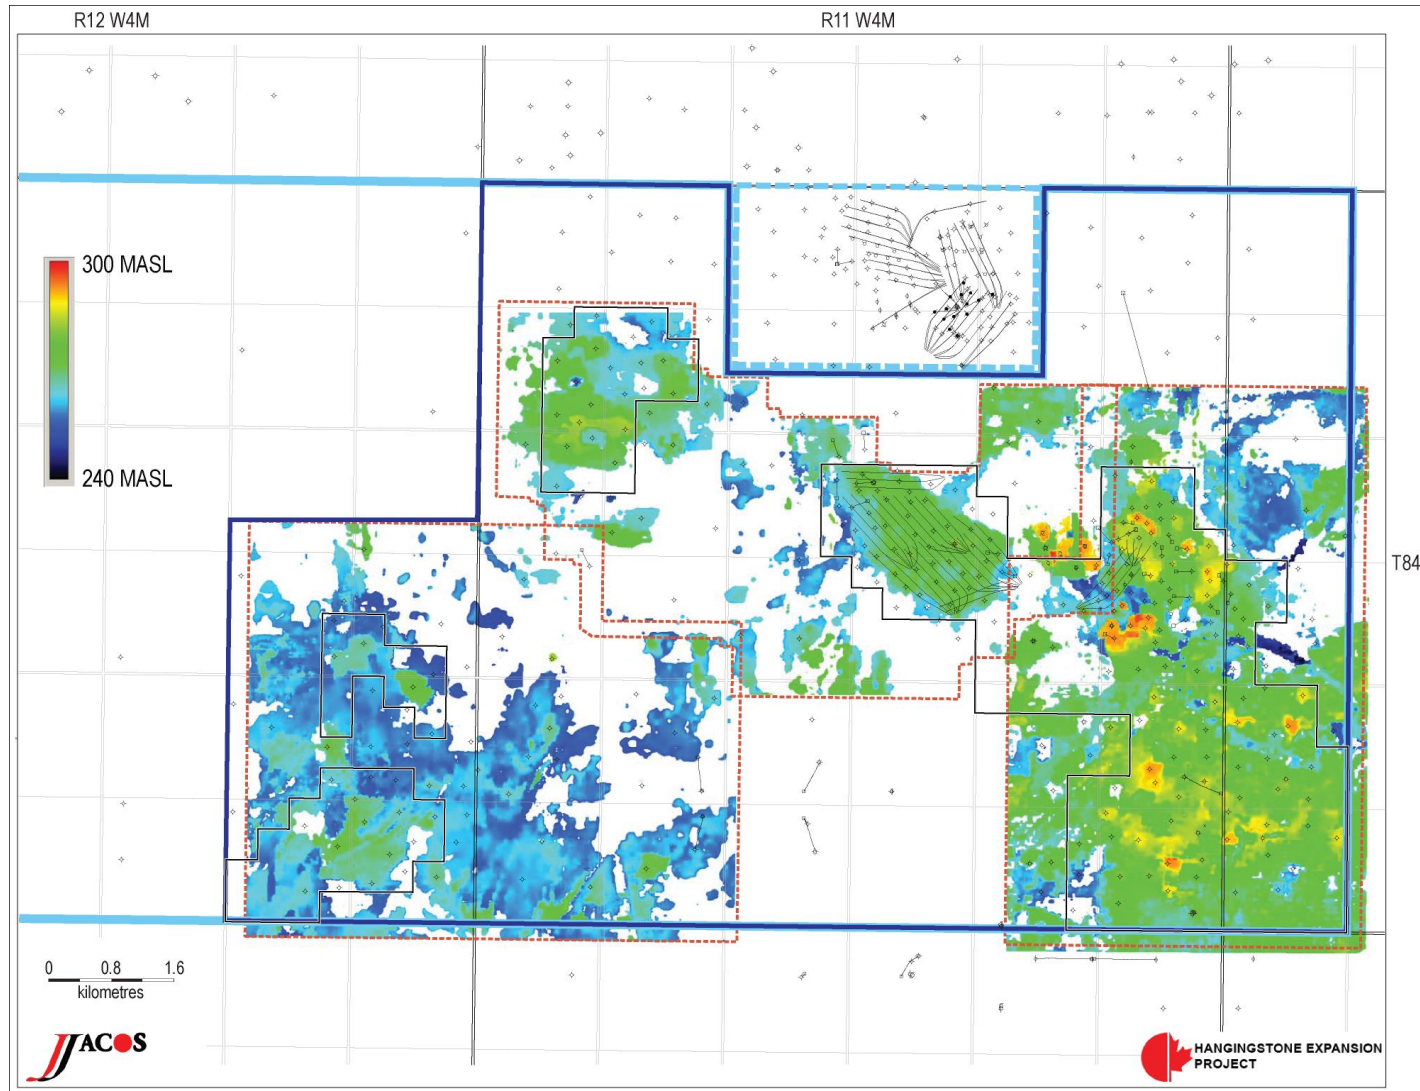 R12 W4M
R11 W4M
300 MASL
240 MASL
T84
0 0.8 1.6
kilometres
JACOS
HANGINGSTONE EXPANSION
PROJECT